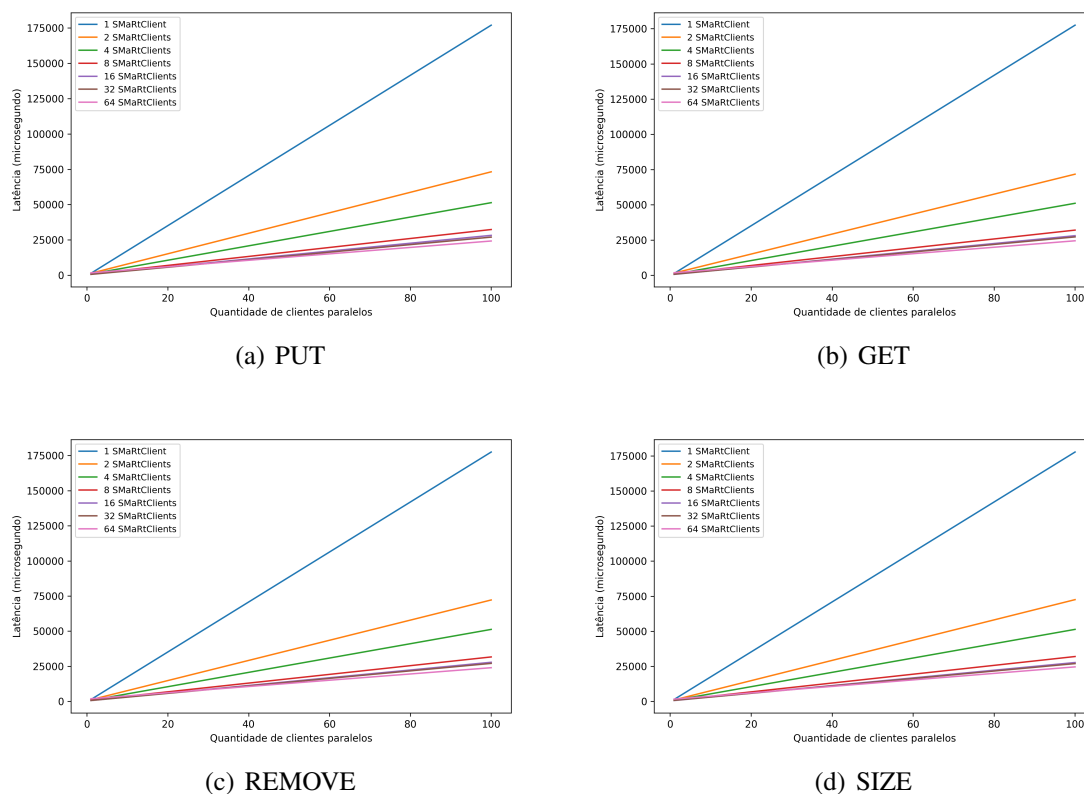 175000
150000
125000
100000
75000
50000
25000
0
Latência (microsegundo)
1 SMaRtClient
2 SMaRtClients
4 SMaRtClients
8 SMaRtClients
16 SMaRtClients
32 SMaRtClients
64 SMaRtClients
0 20 40 60 80 100
Quantidade de clientes paralelos
(a) PUT
175000
150000
125000
100000
75000
50000
25000
0
Latência (microsegundo)
1 SMaRtClient
2 SMaRtClients
4 SMaRtClients
8 SMaRtClients
16 SMaRtClients
32 SMaRtClients
64 SMaRtClients
0 20 40 60 80 100
Quantidade de clientes paralelos
(b) GET
175000
150000
125000
100000
75000
50000
25000
0
Latência (microsegundo)
1 SMaRtClient
2 SMaRtClients
4 SMaRtClients
8 SMaRtClients
16 SMaRtClients
32 SMaRtClients
64 SMaRtClients
0 20 40 60 80 100
Quantidade de clientes paralelos
(c) REMOVE
175000
150000
125000
100000
75000
50000
25000
0
Latência (microsegundo)
1 SMaRtClient
2 SMaRtClients
4 SMaRtClients
8 SMaRtClients
16 SMaRtClients
32 SMaRtClients
64 SMaRtClients
0 20 40 60 80 100
Quantidade de clientes paralelos
(d) SIZE